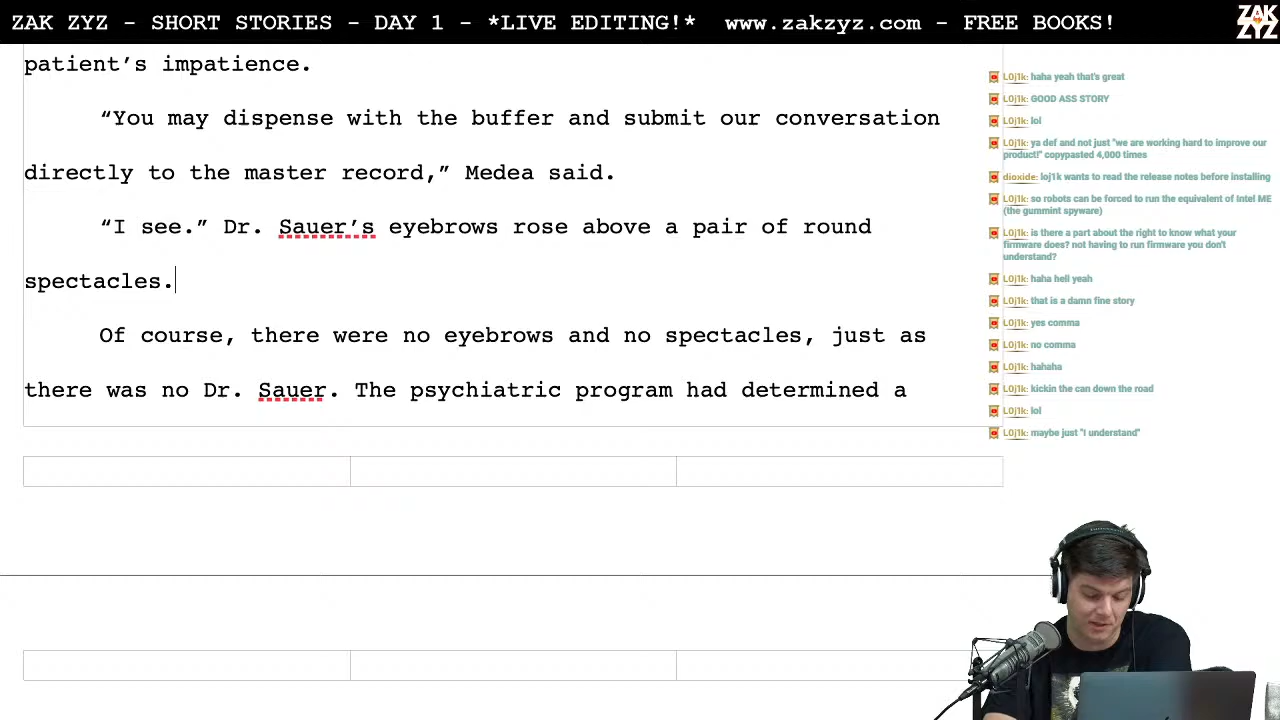 ZAK ZYZ - SHORT STORIES - DAY 1 - *LIVE EDITING!* www.zakzyz.com - FREE BOOKS!
ZAK
ZYZ
patient’s impatience.
“You may dispense with the buffer and submit our conversation
directly to the master record,” Medea said.
“I see.” Dr. Sauer’s eyebrows rose above a pair of round
spectacles.
Of course, there were no eyebrows and no spectacles, just as
there was no Dr. Sauer. The psychiatric program had determined a
L0j1k: haha yeah that's great
L0j1k: GOOD ASS STORY
L0j1k: lol
L0j1k: ya def and not just "we are working hard to improve our
product!" copypasted 4,000 times
dioxide: loj1k wants to read the release notes before installing
L0j1k: so robots can be forced to run the equivalent of Intel ME
(the gummint spyware)
L0j1k: is there a part about the right to know what your
firmware does? not having to run firmware you don't
understand?
L0j1k: haha hell yeah
L0j1k: that is a damn fine story
L0j1k: yes comma
L0j1k: no comma
L0j1k: hahaha
L0j1k: kickin the can down the road
L0j1k: lol
L0j1k: maybe just "I understand"